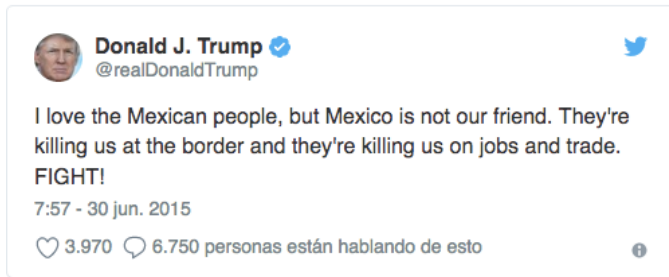 Donald J. Trump
@realDonaldTrump
I love the Mexican people, but Mexico is not our friend. They're
killing us at the border and they're killing us on jobs and trade.
FIGHT!
7:57 - 30 jun. 2015
3.970 6.750 personas están hablando de esto